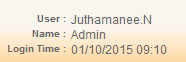 User : Juthamanee.N
Name : Admin
Login Time : 01/10/2015 09:10